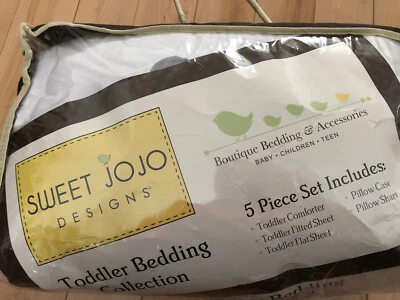 SWEET JOJO
DESIGNS®
Boutique Bedding & Accessories
BABY • CHILDREN • TEEN
5 Piece Set Includes:
• Toddler Comforter
• Toddler Fitted Sheet
• Toddler Flat Sheet
• Pillow Case
• Pillow Sham
Toddler Bedding
Collection
Bedding